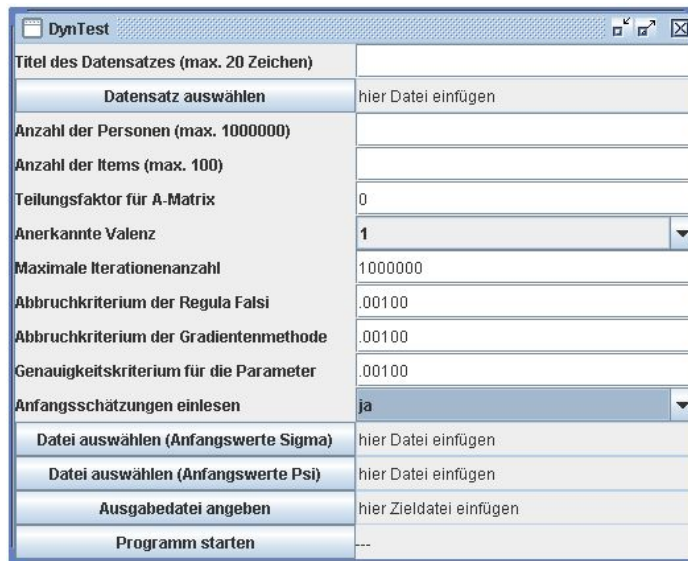 DynTest
Titel des Datensatzes (max. 20 Zeichen)
Datensatz auswählen hier Datei einfügen
Anzahl der Personen (max. 1000000)
Anzahl der Items (max. 100)
Teilungsfaktor für A-Matrix 0
Anerkannte Valenz 1
Maximale Iterationenanzahl 1000000
Abbruchkriterium der Regula Falsi .00100
Abbruchkriterium der Gradientenmethode .00100
Genauigkeitskriterium für die Parameter .00100
Anfangsschätzungen einlesen ja
Datei auswählen (Anfangswerte Sigma) hier Datei einfügen
Datei auswählen (Anfangswerte Psi) hier Datei einfügen
Ausgabedatei angeben hier Zieldatei einfügen
Programm starten ---